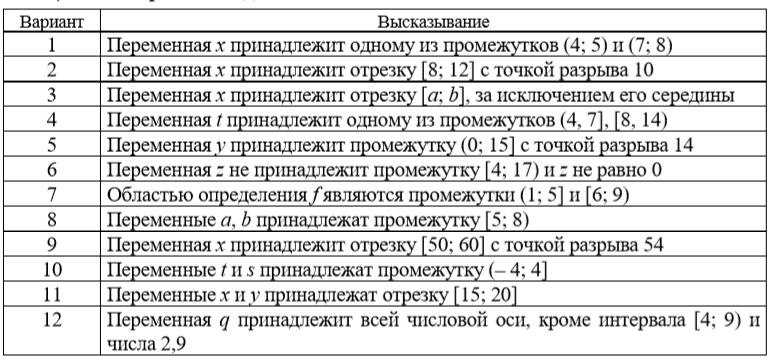 Вариант Высказывание
1 Переменная x принадлежит одному из промежутков (4; 5) и (7; 8)
2 Переменная x принадлежит отрезку [8; 12] с точкой разрыва 10
3 Переменная x принадлежит отрезку [a; b], за исключением его середины
4 Переменная t принадлежит одному из промежутков (4, 7], [8, 14)
5 Переменная y принадлежит промежутку (0; 15] с точкой разрыва 14
6 Переменная z не принадлежит промежутку [4; 17) и z не равно 0
7 Областью определения f являются промежутки (1; 5] и [6; 9)
8 Переменные a, b принадлежат промежутку [5; 8)
9 Переменная x принадлежит отрезку [50; 60] с точкой разрыва 54
10 Переменные t и s принадлежат промежутку (– 4; 4]
11 Переменные x и y принадлежат отрезку [15; 20]
12 Переменная q принадлежит всей числовой оси, кроме интервала [4; 9) и
числа 2,9